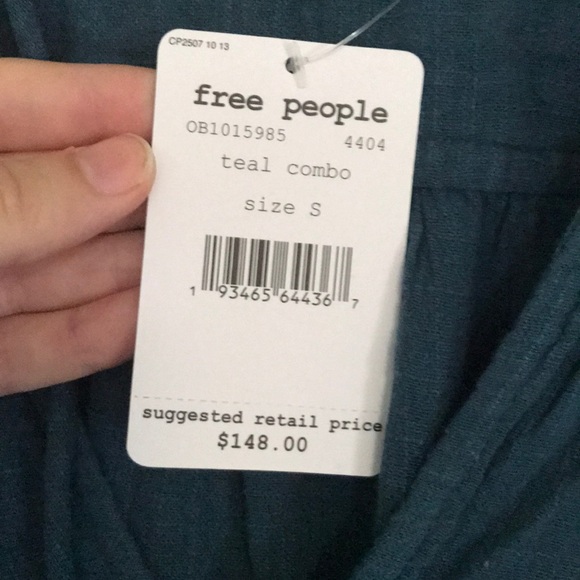 CP2507 10 13
free people
OB1015985 4404
teal combo
size S
1 93465 64436 7
suggested retail price
$148.00